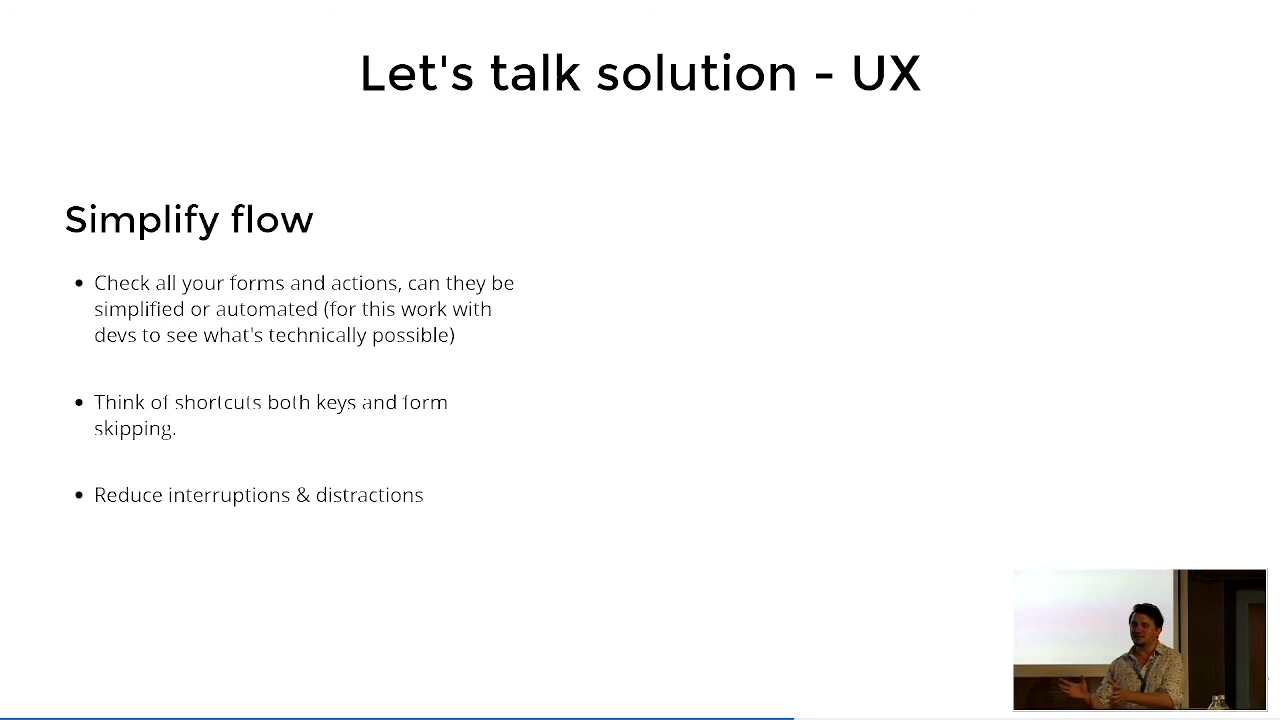 Let's talk solution - UX
Simplify flow
• Check all your forms and actions, can they be
simplified or automated (for this work with
devs to see what's technically possible)
• Think of shortcuts both keys and form
skipping.
• Reduce interruptions & distractions